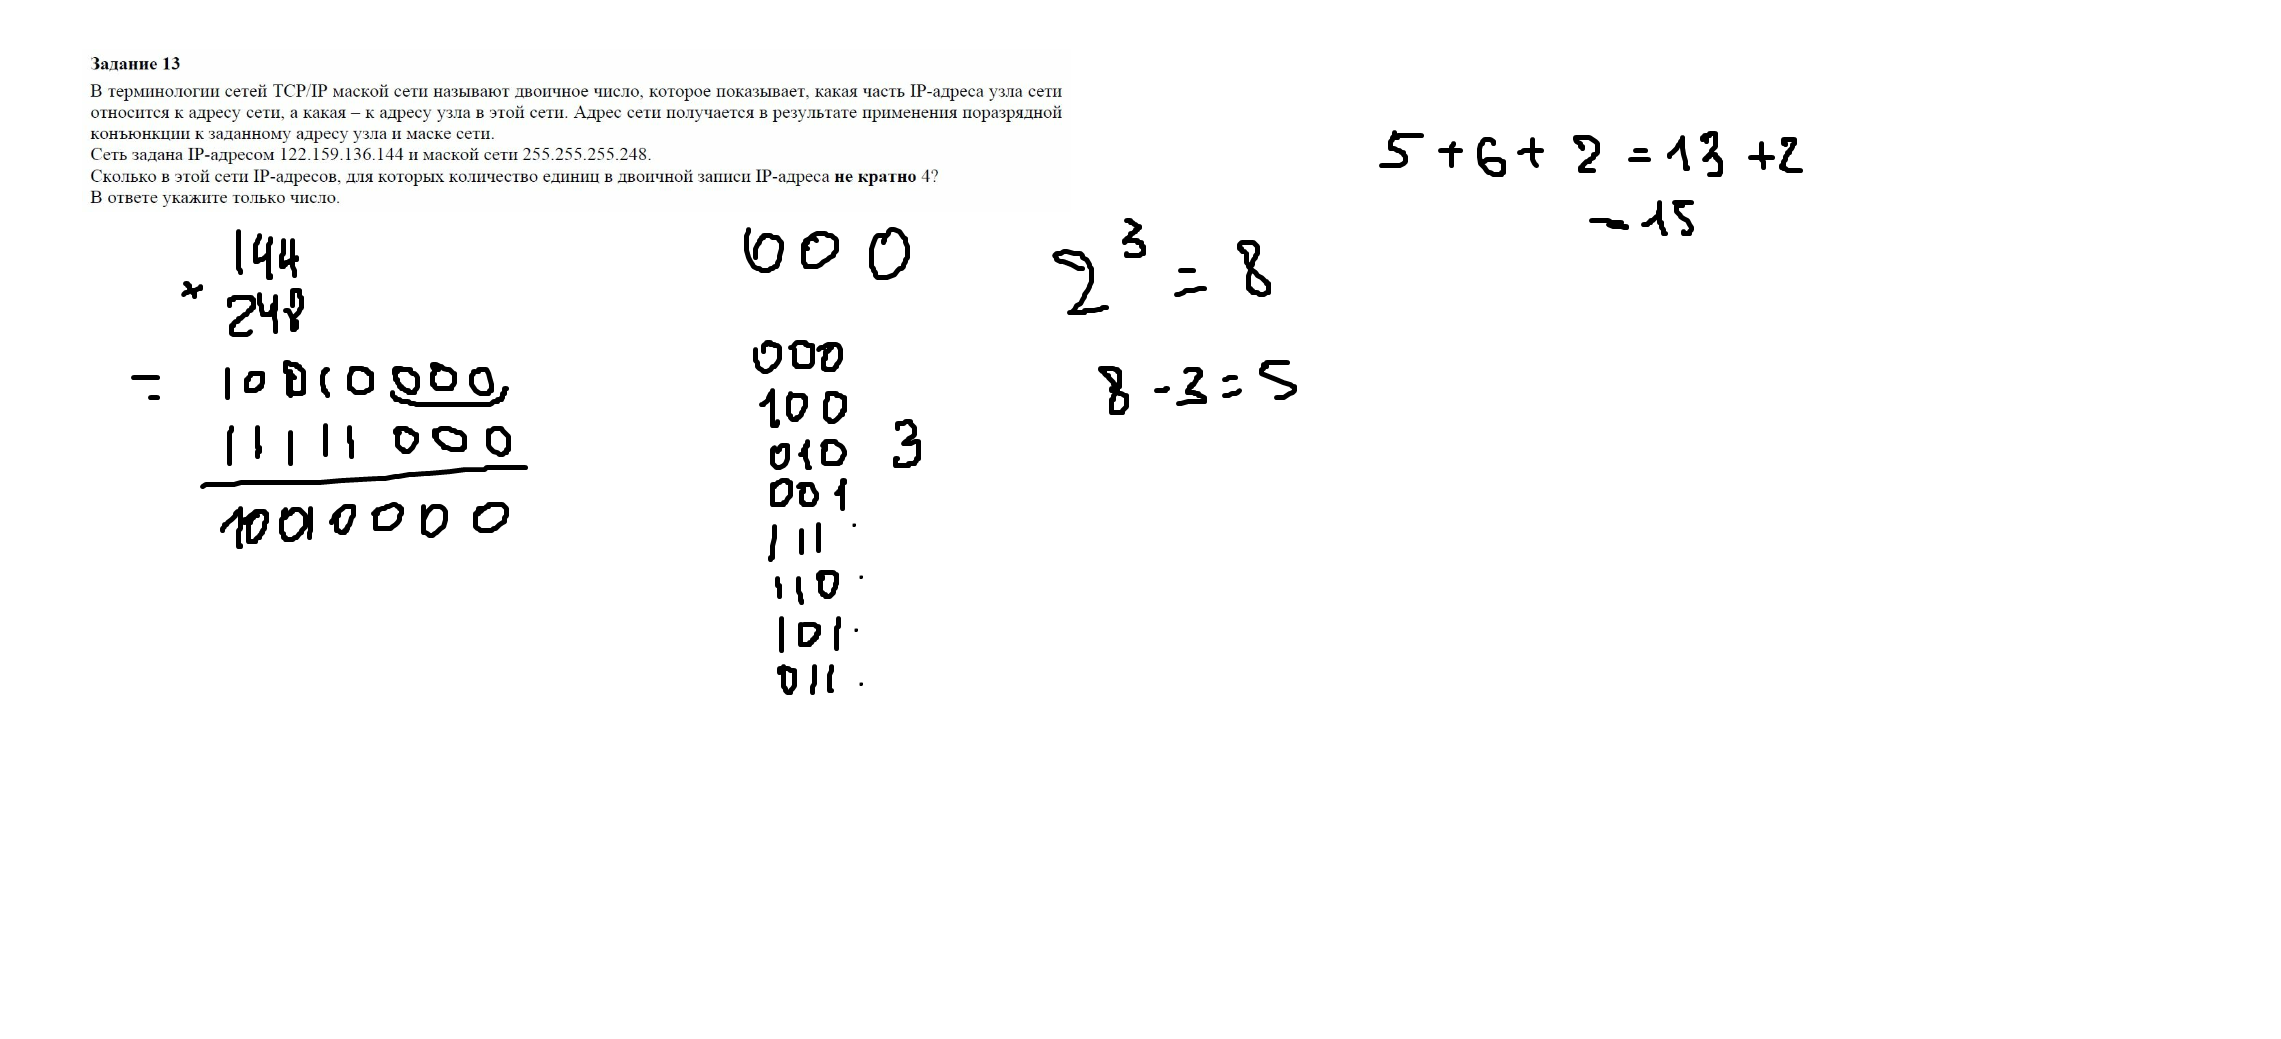 Задание 13
В терминологии сетей TCP/IP маской сети называют двоичное число, которое показывает, какая часть IP-адреса узла сети
относится к адресу сети, а какая – к адресу узла в этой сети. Адрес сети получается в результате применения поразрядной
конъюнкции к заданному адресу узла и маске сети.
Сеть задана IP-адресом 122.159.136.144 и маской сети 255.255.255.248.
Сколько в этой сети IP-адресов, для которых количество единиц в двоичной записи IP-адреса не кратно 4?
В ответе укажите только число.
5 + 6 + 2 = 13 + 2
= 15
144
×
248
= 10010000
11111000
10010000
000
000
100
010 3
001
111
110
101
011
2³ = 8
8 - 3 = 5